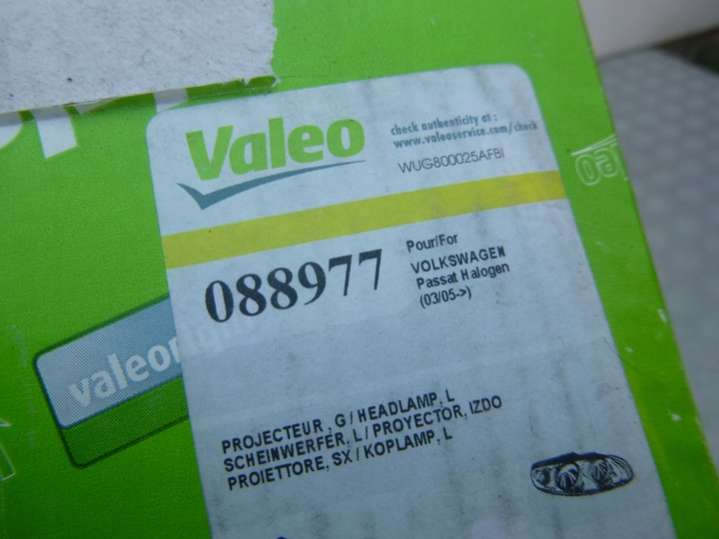 Valeo
check authenticity at :
www.valeoservice.com/check
WUG800025AFBI
088977
Pour/For
VOLKSWAGEN
Passat Halogen
(03/05->)
valeo
PROJECTEUR, G / HEADLAMP, L
SCHEINWERFER, L / PROYECTOR, IZDO
PROIETTORE, SX / KOPLAMP, L